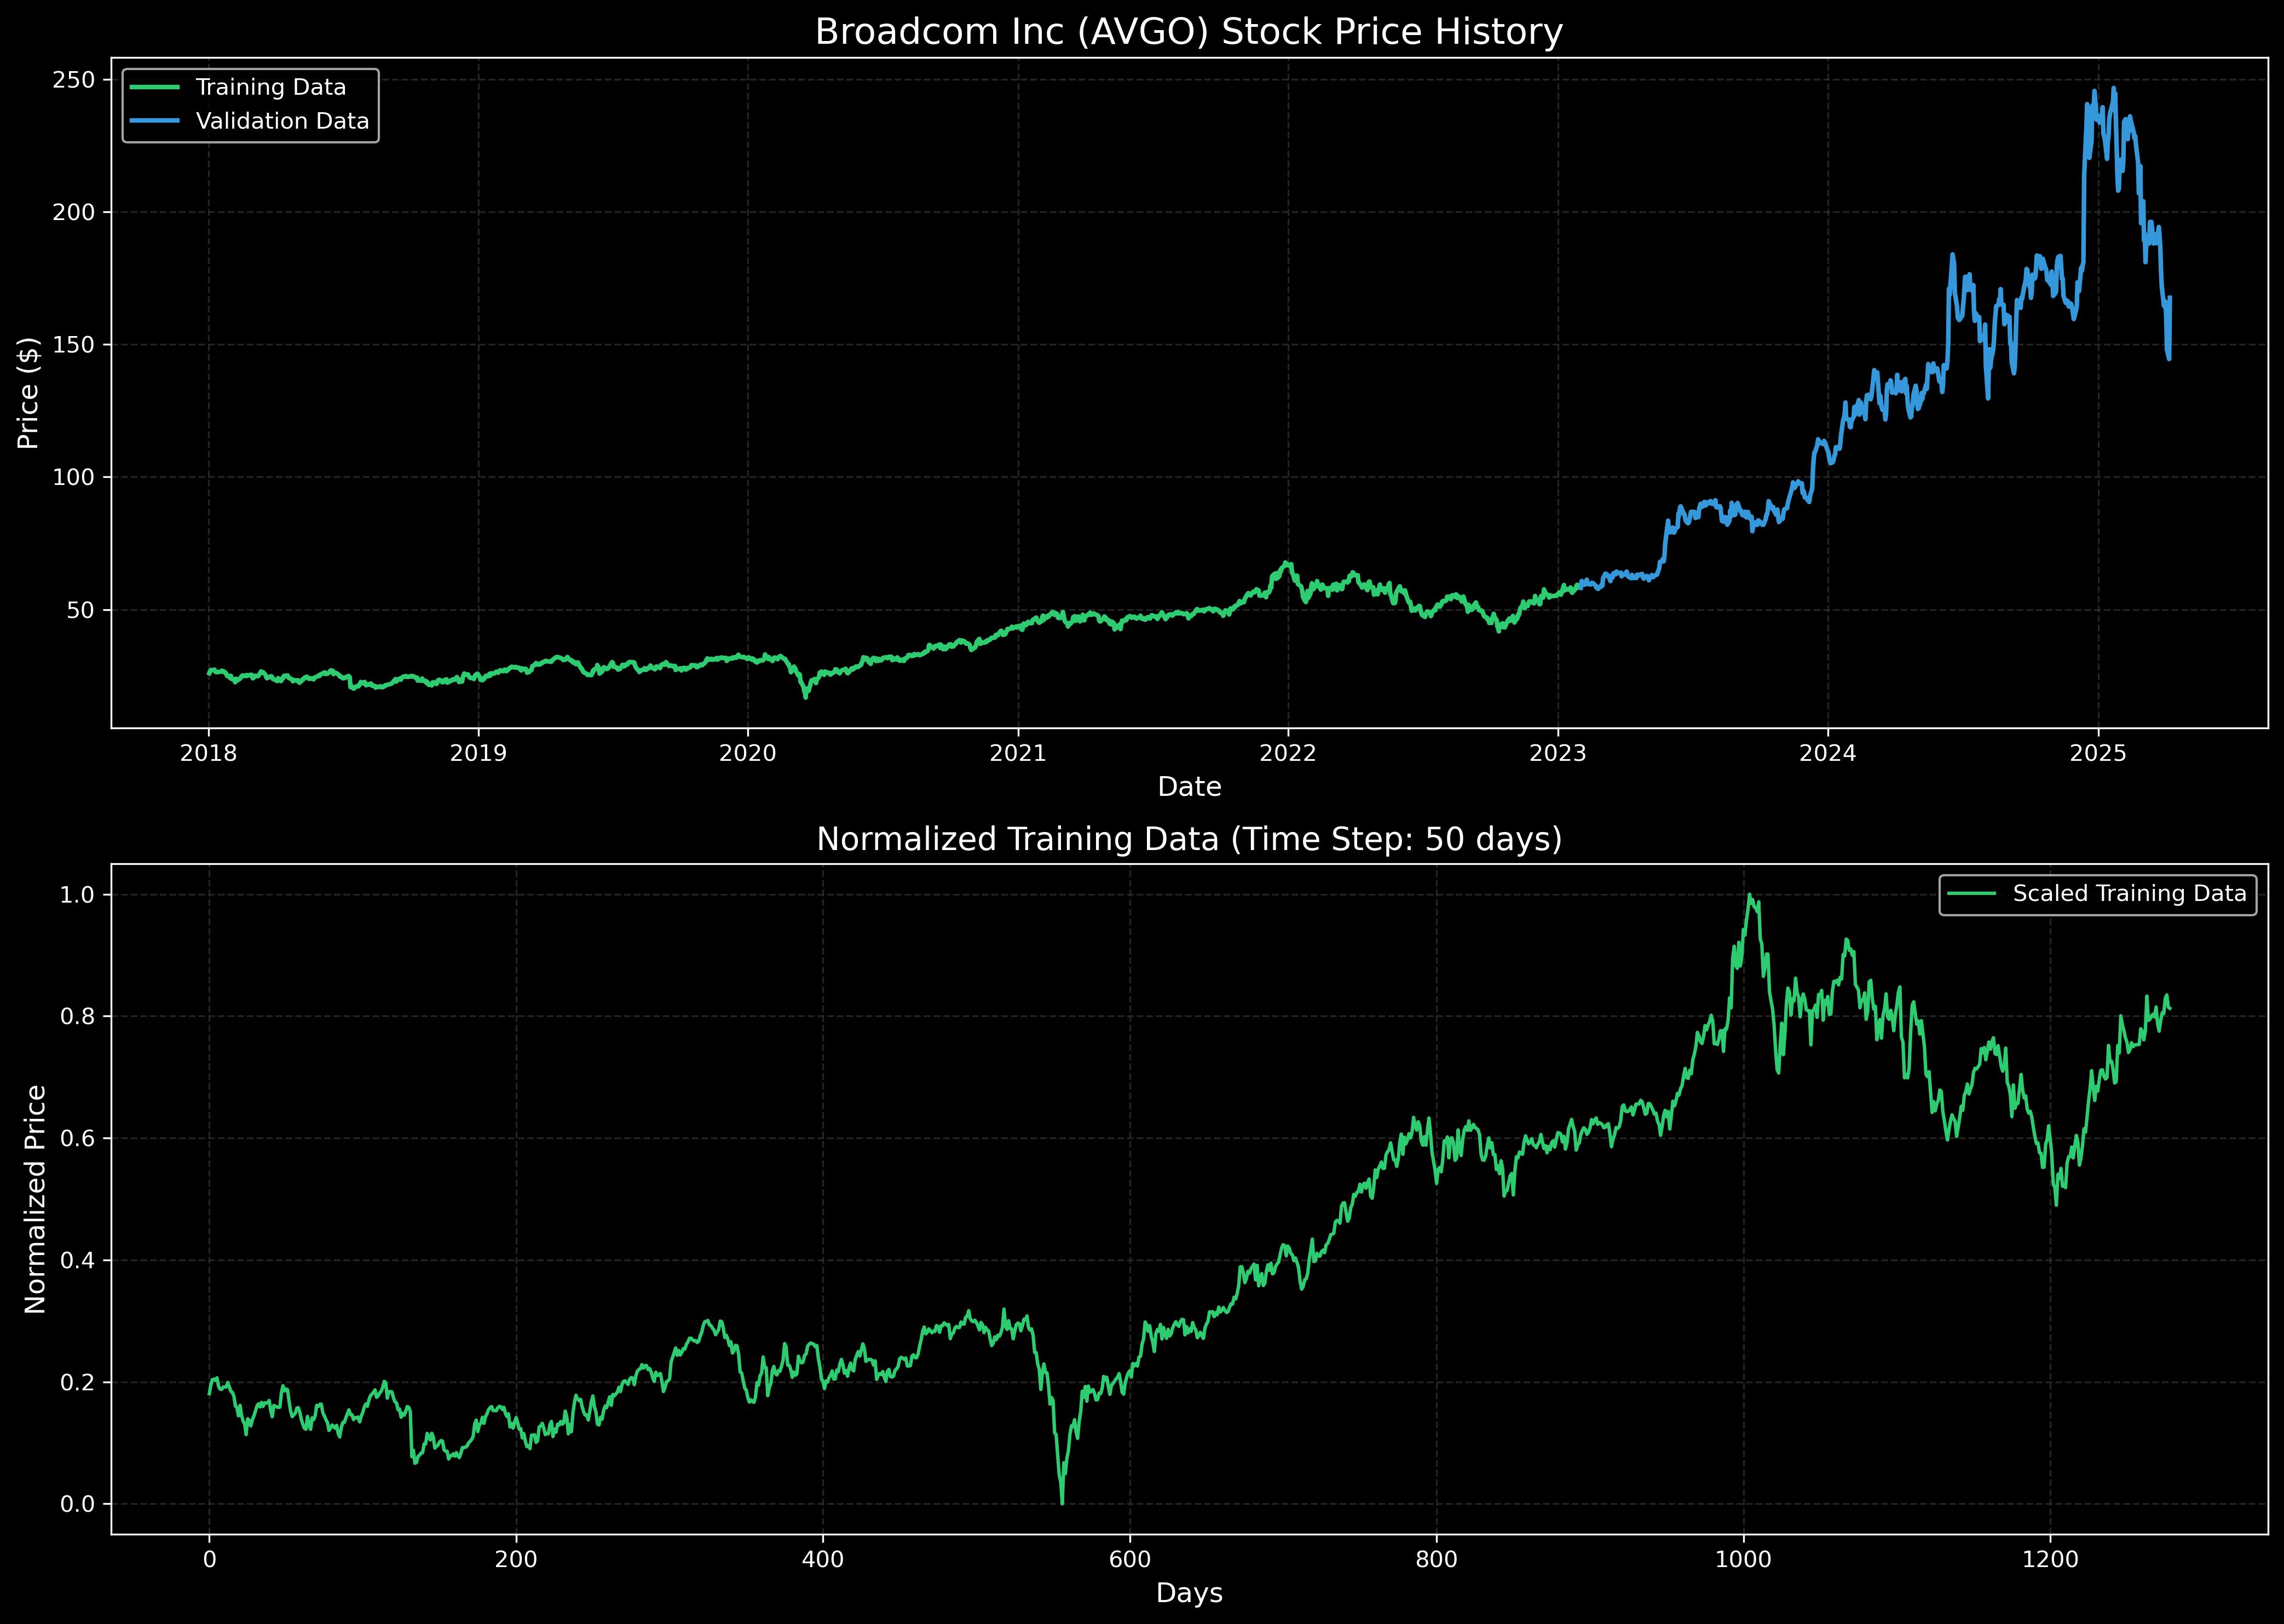 Broadcom Inc (AVGO) Stock Price History
Training Data
Validation Data
250
200
150
100
50
Price ($)
2018 2019 2020 2021 2022 2023 2024 2025
Date
Normalized Training Data (Time Step: 50 days)
Scaled Training Data
1.0
0.8
0.6
0.4
0.2
0.0
Normalized Price
0 200 400 600 800 1000 1200
Days